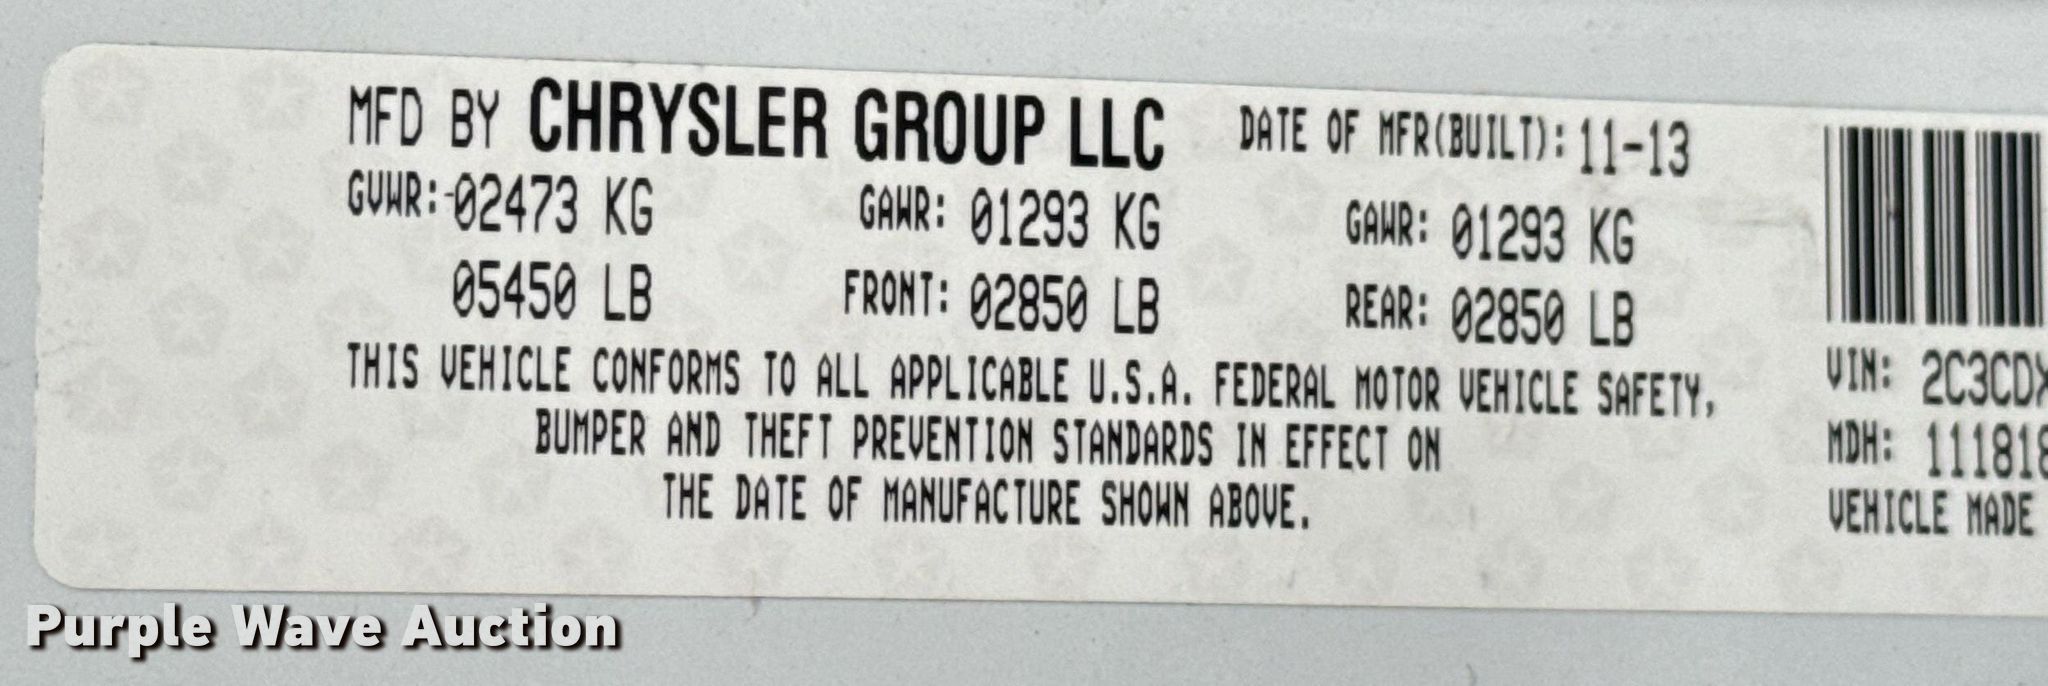 MFD BY CHRYSLER GROUP LLC DATE OF MFR(BUILT): 11-13
GVWR: 02473 KG GAWR: 01293 KG GAWR: 01293 KG
05450 LB FRONT: 02850 LB REAR: 02850 LB
THIS VEHICLE CONFORMS TO ALL APPLICABLE U.S.A. FEDERAL MOTOR VEHICLE SAFETY,
BUMPER AND THEFT PREVENTION STANDARDS IN EFFECT ON
THE DATE OF MANUFACTURE SHOWN ABOVE.
VIN: 2C3CDX
MDH: 111818
VEHICLE MADE
Purple Wave Auction